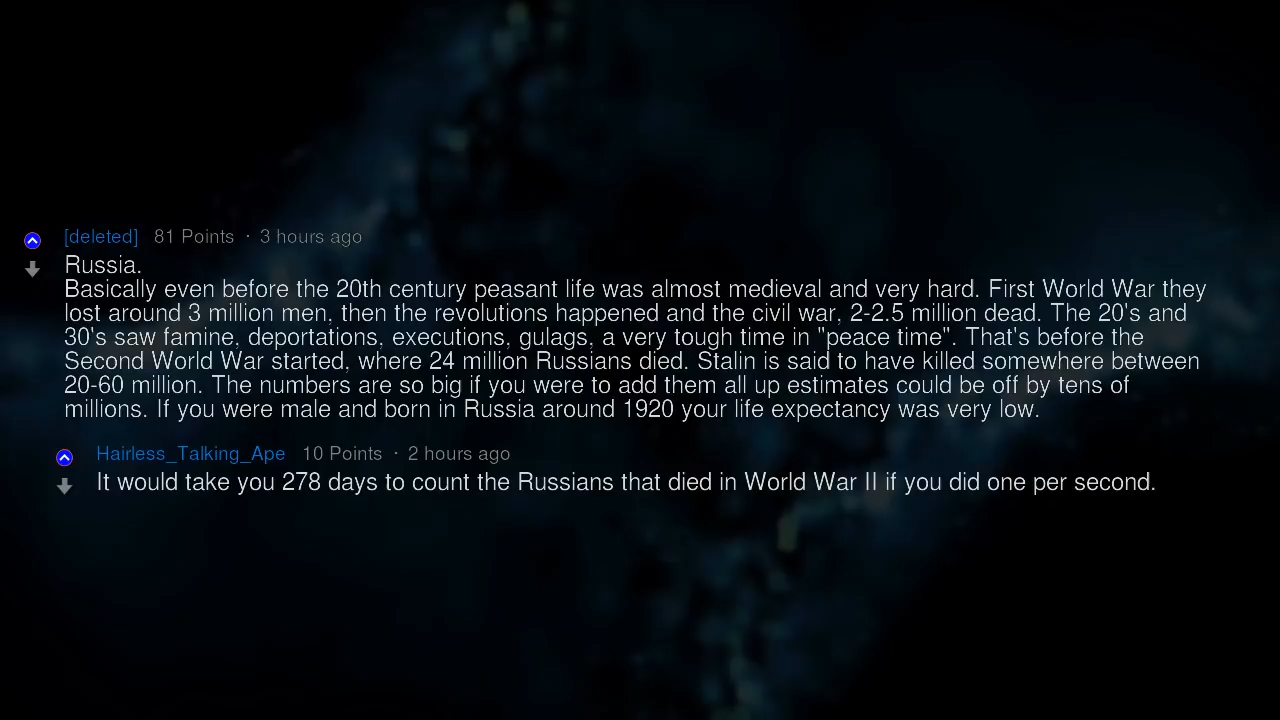 [deleted] 81 Points · 3 hours ago
Russia.
Basically even before the 20th century peasant life was almost medieval and very hard. First World War they
lost around 3 million men, then the revolutions happened and the civil war, 2-2.5 million dead. The 20's and
30's saw famine, deportations, executions, gulags, a very tough time in "peace time". That's before the
Second World War started, where 24 million Russians died. Stalin is said to have killed somewhere between
20-60 million. The numbers are so big if you were to add them all up estimates could be off by tens of
millions. If you were male and born in Russia around 1920 your life expectancy was very low.
Hairless_Talking_Ape 10 Points · 2 hours ago
It would take you 278 days to count the Russians that died in World War II if you did one per second.